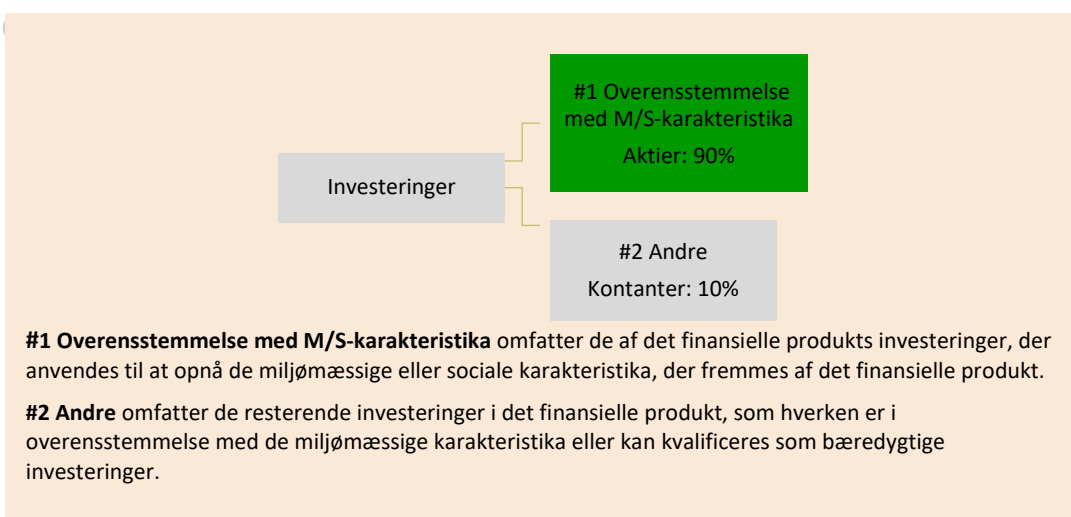 #1 Overensstemmelse
med M/S-karakteristika
Aktier: 90%
Investeringer
#2 Andre
Kontanter: 10%
#1 Overensstemmelse med M/S-karakteristika omfatter de af det finansielle produkts investeringer, der
anvendes til at opnå de miljømæssige eller sociale karakteristika, der fremmes af det finansielle produkt.
#2 Andre omfatter de resterende investeringer i det finansielle produkt, som hverken er i
overensstemmelse med de miljømæssige karakteristika eller kan kvalificeres som bæredygtige
investeringer.